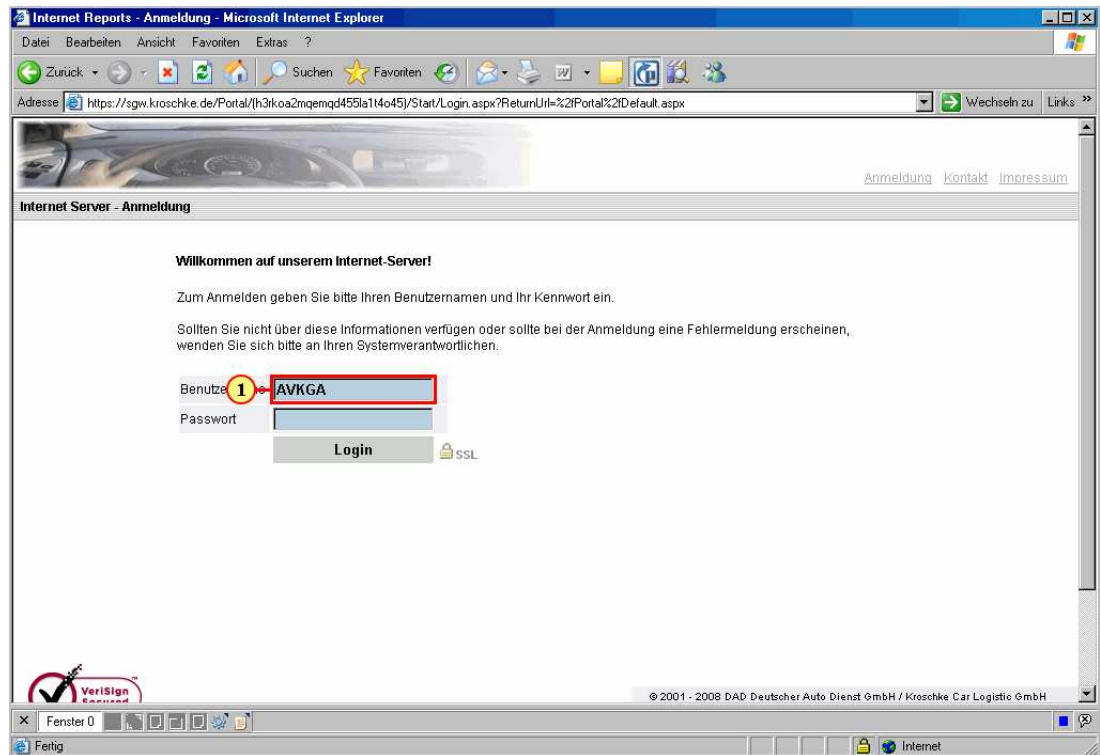 Internet Reports - Anmeldung - Microsoft Internet Explorer
Datei Bearbeiten Ansicht Favoriten Extras ?
Zurück Suchen Favoriten
Adresse https://sgw.kroschke.de/Portal/(h3rkoa2mqemqd455la1t4o45)/Start/Login.aspx?ReturnUrl=%2fPortal%2fDefault.aspx Wechseln zu Links »
Anmeldung Kontakt Impressum
Internet Server - Anmeldung
Willkommen auf unserem Internet-Server!
Zum Anmelden geben Sie bitte Ihren Benutzernamen und Ihr Kennwort ein.
Sollten Sie nicht über diese Informationen verfügen oder sollte bei der Anmeldung eine Fehlermeldung erscheinen,
wenden Sie sich bitte an Ihren Systemverantwortlichen.
1 AVKGA
Passwort
Login SSL
VeriSign
© 2001 - 2008 DAD Deutscher Auto Dienst GmbH / Kroschke Car Logistic GmbH
Fenster 0
Fertig Internet